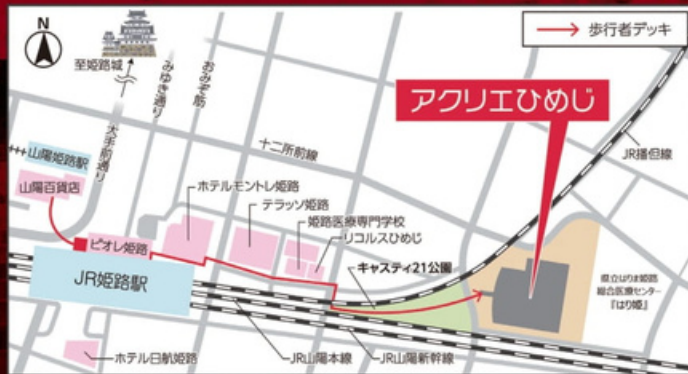 N
歩行者デッキ
至姫路城
みゆき通り
おみぞ筋
大手前通り
アクリエひめじ
十二所前線
JR播但線
山陽姫路駅
山陽百貨店
ホテルモントレ姫路
テラッソ姫路
姫路医療専門学校
リコルスひめじ
ピオレ姫路
キャスティ21公園
JR姫路駅
県立はりま姫路
総合医療センター
『はり姫』
ホテル日航姫路
JR山陽本線
JR山陽新幹線